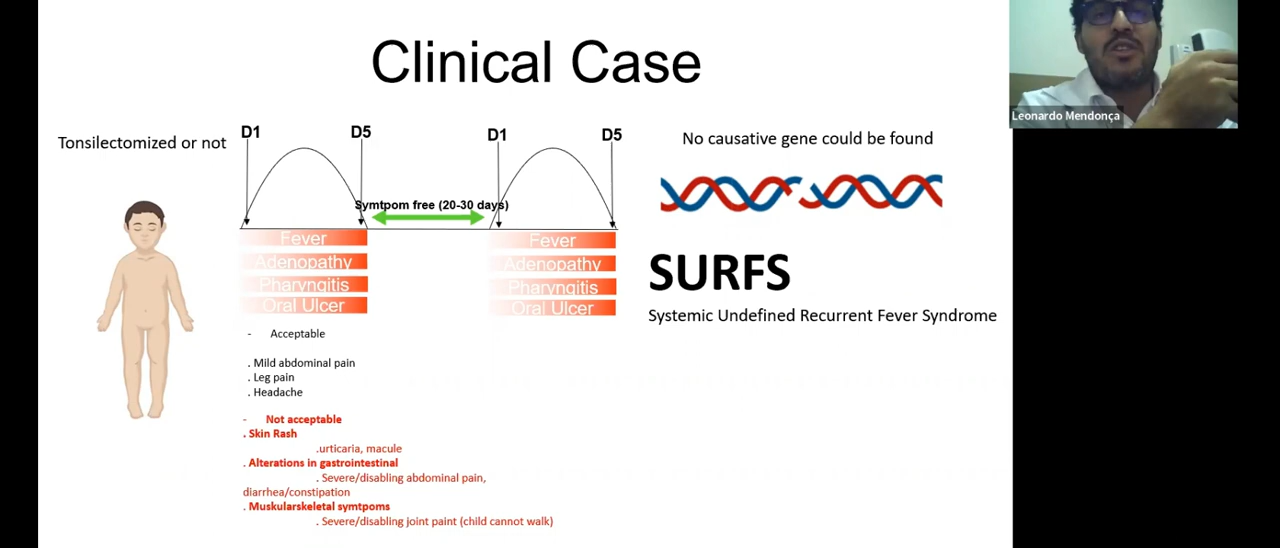 Clinical Case
Leonardo Mendonça
Tonsilectomized or not
D1
D5
D1
D5
No causative gene could be found
Symtpom free (20-30 days)
Fever
Adenopathy
Pharyngitis
Oral Ulcer
Fever
Adenopathy
Pharyngitis
Oral Ulcer
SURFS
Systemic Undefined Recurrent Fever Syndrome
- Acceptable
. Mild abdominal pain
. Leg pain
. Headache
- Not acceptable
. Skin Rash
.urticaria, macule
. Alterations in gastrointestinal
. Severe/disabling abdominal pain,
diarrhea/constipation
. Muskularskeletal symtpoms
. Severe/disabling joint paint (child cannot walk)